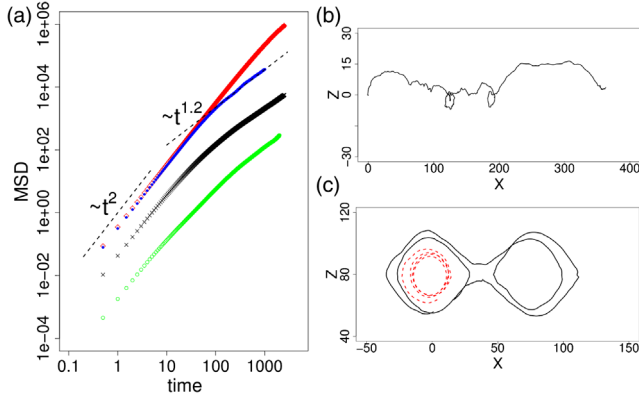 (a)
MSD
1e+06
1e+04
1e+02
1e+00
1e-02
1e-04
~t^1.2
~t^2
0.1 1 10 100 1000
time
(b)
Z
30
15
0
-30
0 100 200 300 400
X
(c)
Z
120
80
40
-50 0 50 100 150
X